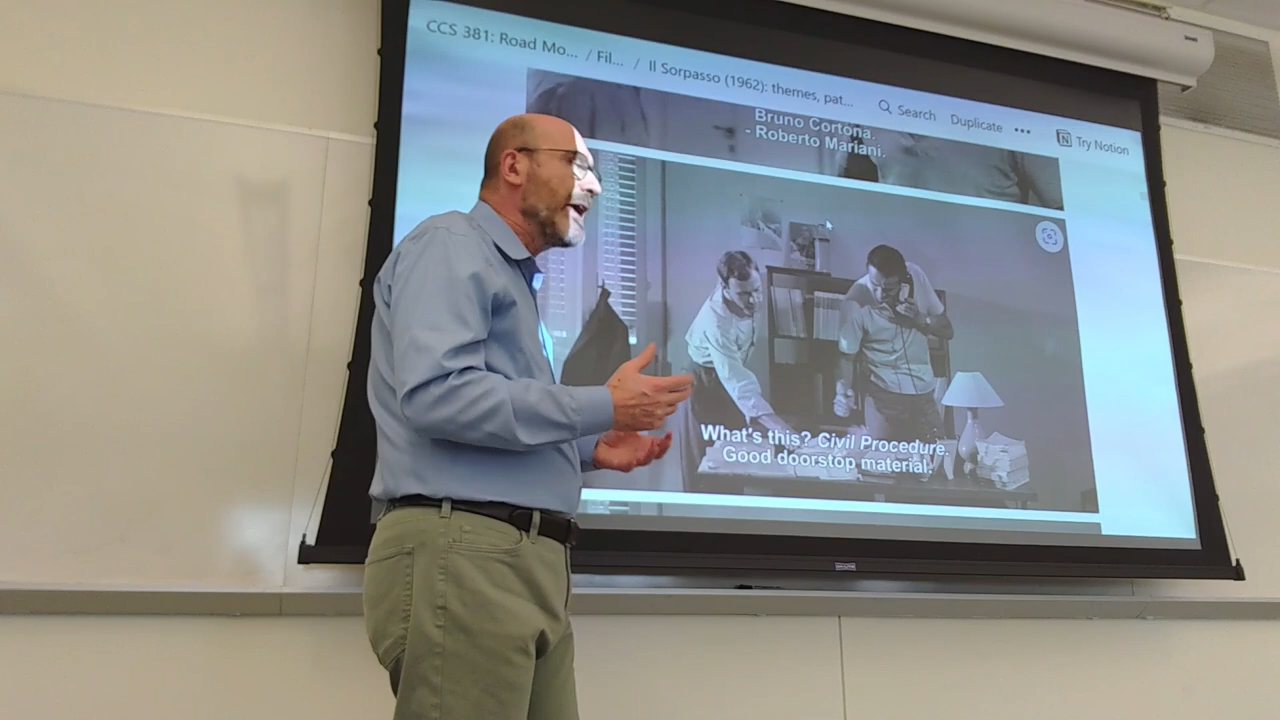 CCS 381: Road Mo... / Fil... / Il Sorpasso (1962): themes, pat... Search Duplicate ••• Try Notion
Bruno Cortona.
- Roberto Mariani.
What's this? Civil Procedure.
Good doorstop material.